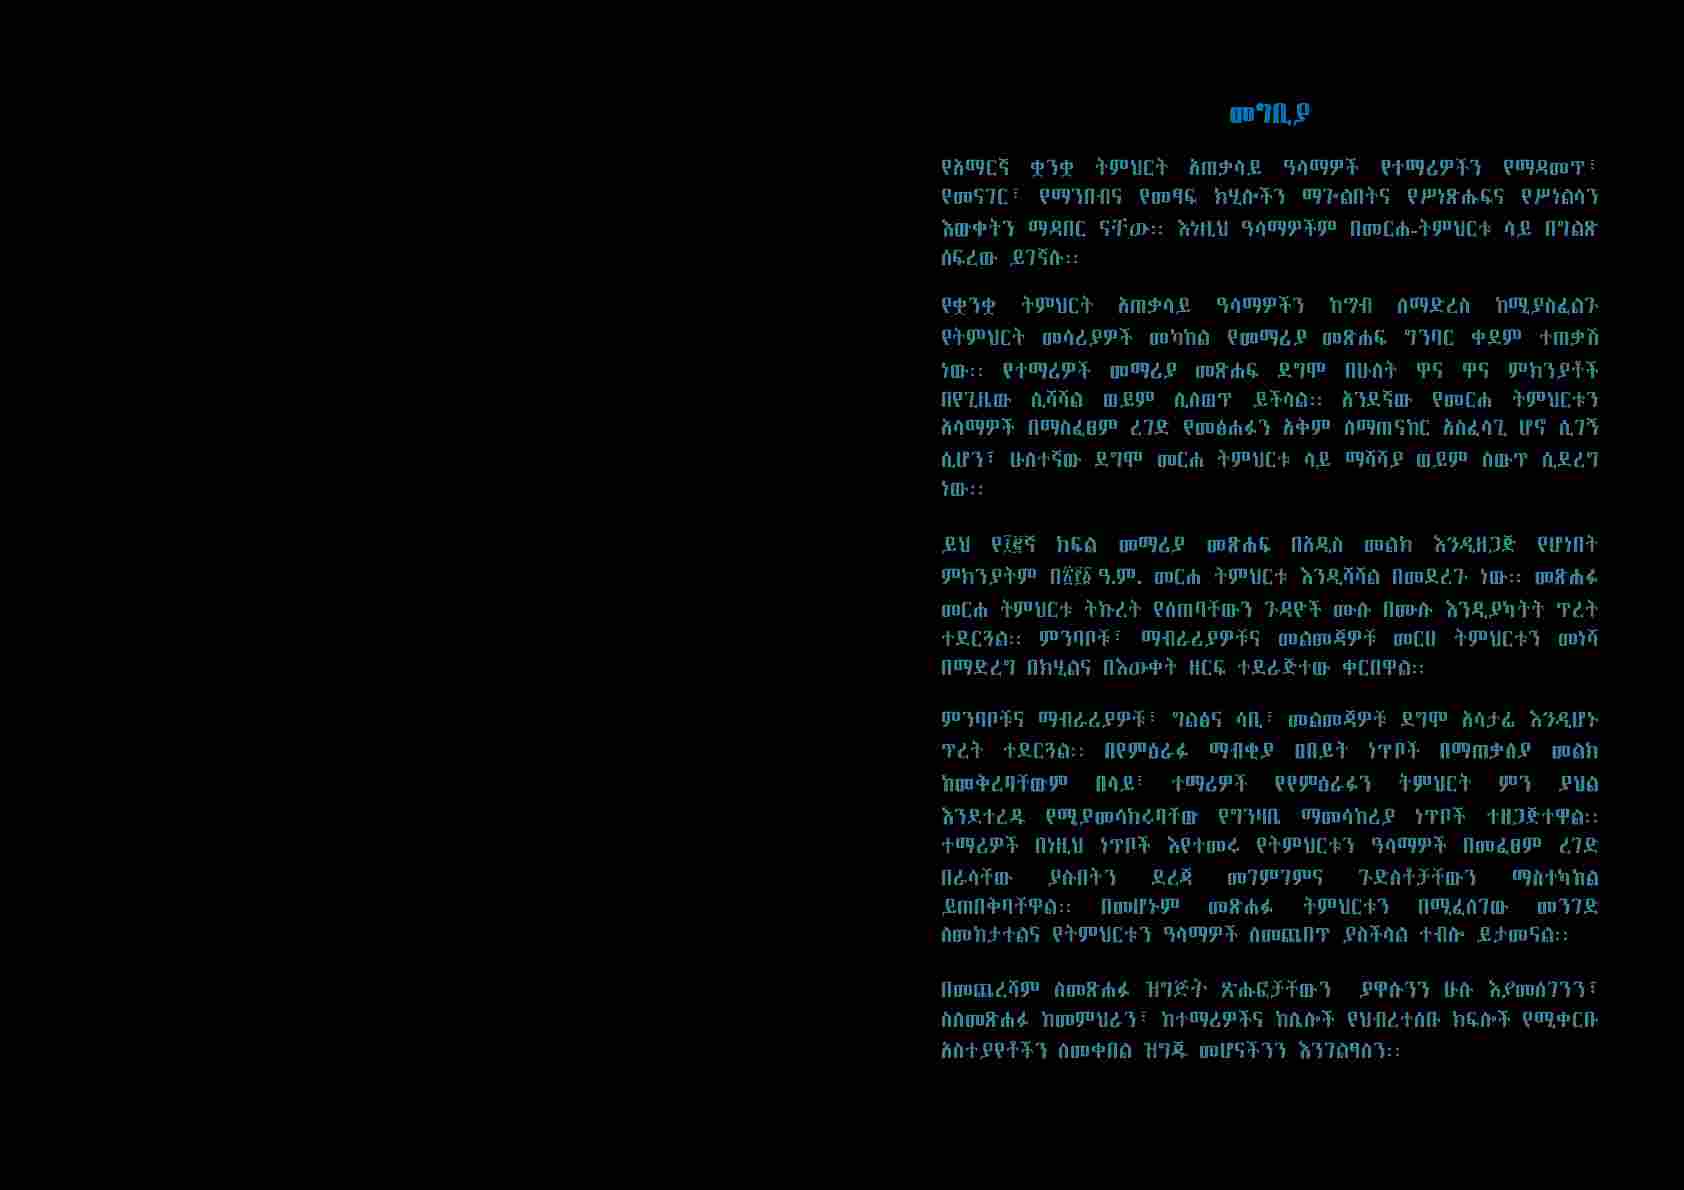 መግቢያ
የአማርኛ ቋንቋ ትምህርት አጠቃላይ ዓላማዎች የተማሪዎችን የማዳመጥ፣
የመናገር፣ የማንበብና የመፃፍ ክሂሎችን ማጎልበትና የሥነጽሑፍና የሥነልሳን
እውቀትን ማዳበር ናቸው፡፡ እነዚህ ዓላማዎችም በመርሐ-ትምህርቱ ላይ በግልጽ
ሰፍረው ይገኛሉ፡፡
የቋንቋ ትምህርት አጠቃላይ ዓላማዎችን ከግብ ለማድረስ ከሚያስፈልጉ
የትምህርት መሳሪያዎች መካከል የመማሪያ መጽሐፍ ግንባር ቀደም ተጠቃሽ
ነው፡፡ የተማሪዎች መማሪያ መጽሐፍ ደግሞ በሁለት ዋና ዋና ምክንያቶች
በየጊዜው ሲሻሻል ወይም ሲለወጥ ይችላል፡፡ አንደኛው የመርሐ ትምህርቱን
አላማዎች በማስፈፀም ረገድ የመፅሐፉን አቅም ለማጠናከር አስፈላጊ ሆኖ ሲገኝ
ሲሆን፣ ሁለተኛው ደግሞ መርሐ ትምህርቱ ላይ ማሻሻያ ወይም ለውጥ ሲደረግ
ነው፡፡
ይህ የ፲፪ኛ ክፍል መማሪያ መጽሐፍ በአዲስ መልክ እንዲዘጋጅ የሆነበት
ምክንያትም በ፳፻፩ ዓ.ም. መርሐ ትምህርቱ እንዲሻሻል በመደረጉ ነው፡፡ መጽሐፉ
መርሐ ትምህርቱ ትኩረት የሰጠባቸውን ጉዳዮች ሙሉ በሙሉ እንዲያካትት ጥረት
ተደርጓል፡፡ ምንባቦቹ፣ ማብራሪያዎቹና መልመጃዎቹ መርሀ ትምህርቱን መነሻ
በማድረግ በክሂልና በእውቀት ዘርፍ ተደራጅተው ቀርበዋል፡፡
ምንባቦቹና ማብራሪያዎቹ፣ ግልፅና ሳቢ፣ መልመጃዎቹ ደግሞ አሳታፊ እንዲሆኑ
ጥረት ተደርጓል፡፡ በየምዕራፉ ማብቂያ ዐበይት ነጥቦች በማጠቃለያ መልክ
ከመቅረባቸውም በላይ፣ ተማሪዎች የየምዕራፉን ትምህርት ምን ያህል
እንደተረዱ የሚያመሳክሩባቸው የግንዛቤ ማመሳከሪያ ነጥቦች ተዘጋጅተዋል፡፡
ተማሪዎች በነዚህ ነጥቦች እየተመሩ የትምህርቱን ዓላማዎች በመፈፀም ረገድ
በራሳቸው ያሉበትን ደረጃ መገምገምና ጉድለቶቻቸውን ማስተካከል
ይጠበቅባቸዋል፡፡ በመሆኑም መጽሐፉ ትምህርቱን በሚፈለገው መንገድ
ለመከታተልና የትምህርቱን ዓላማዎች ለመጨበጥ ያስችላል ተብሎ ይታመናል፡፡
በመጨረሻም ለመጽሐፉ ዝግጅት ጽሑፎቻቸውን ያዋሱንን ሁሉ እያመሰገንን፣
ስለመጽሐፉ ከመምህራን፣ ከተማሪዎችና ከሌሎች የህብረተሰቡ ክፍሎች የሚቀርቡ
አስተያየቶችን ለመቀበል ዝግጁ መሆናችንን እንገልፃለን፡፡